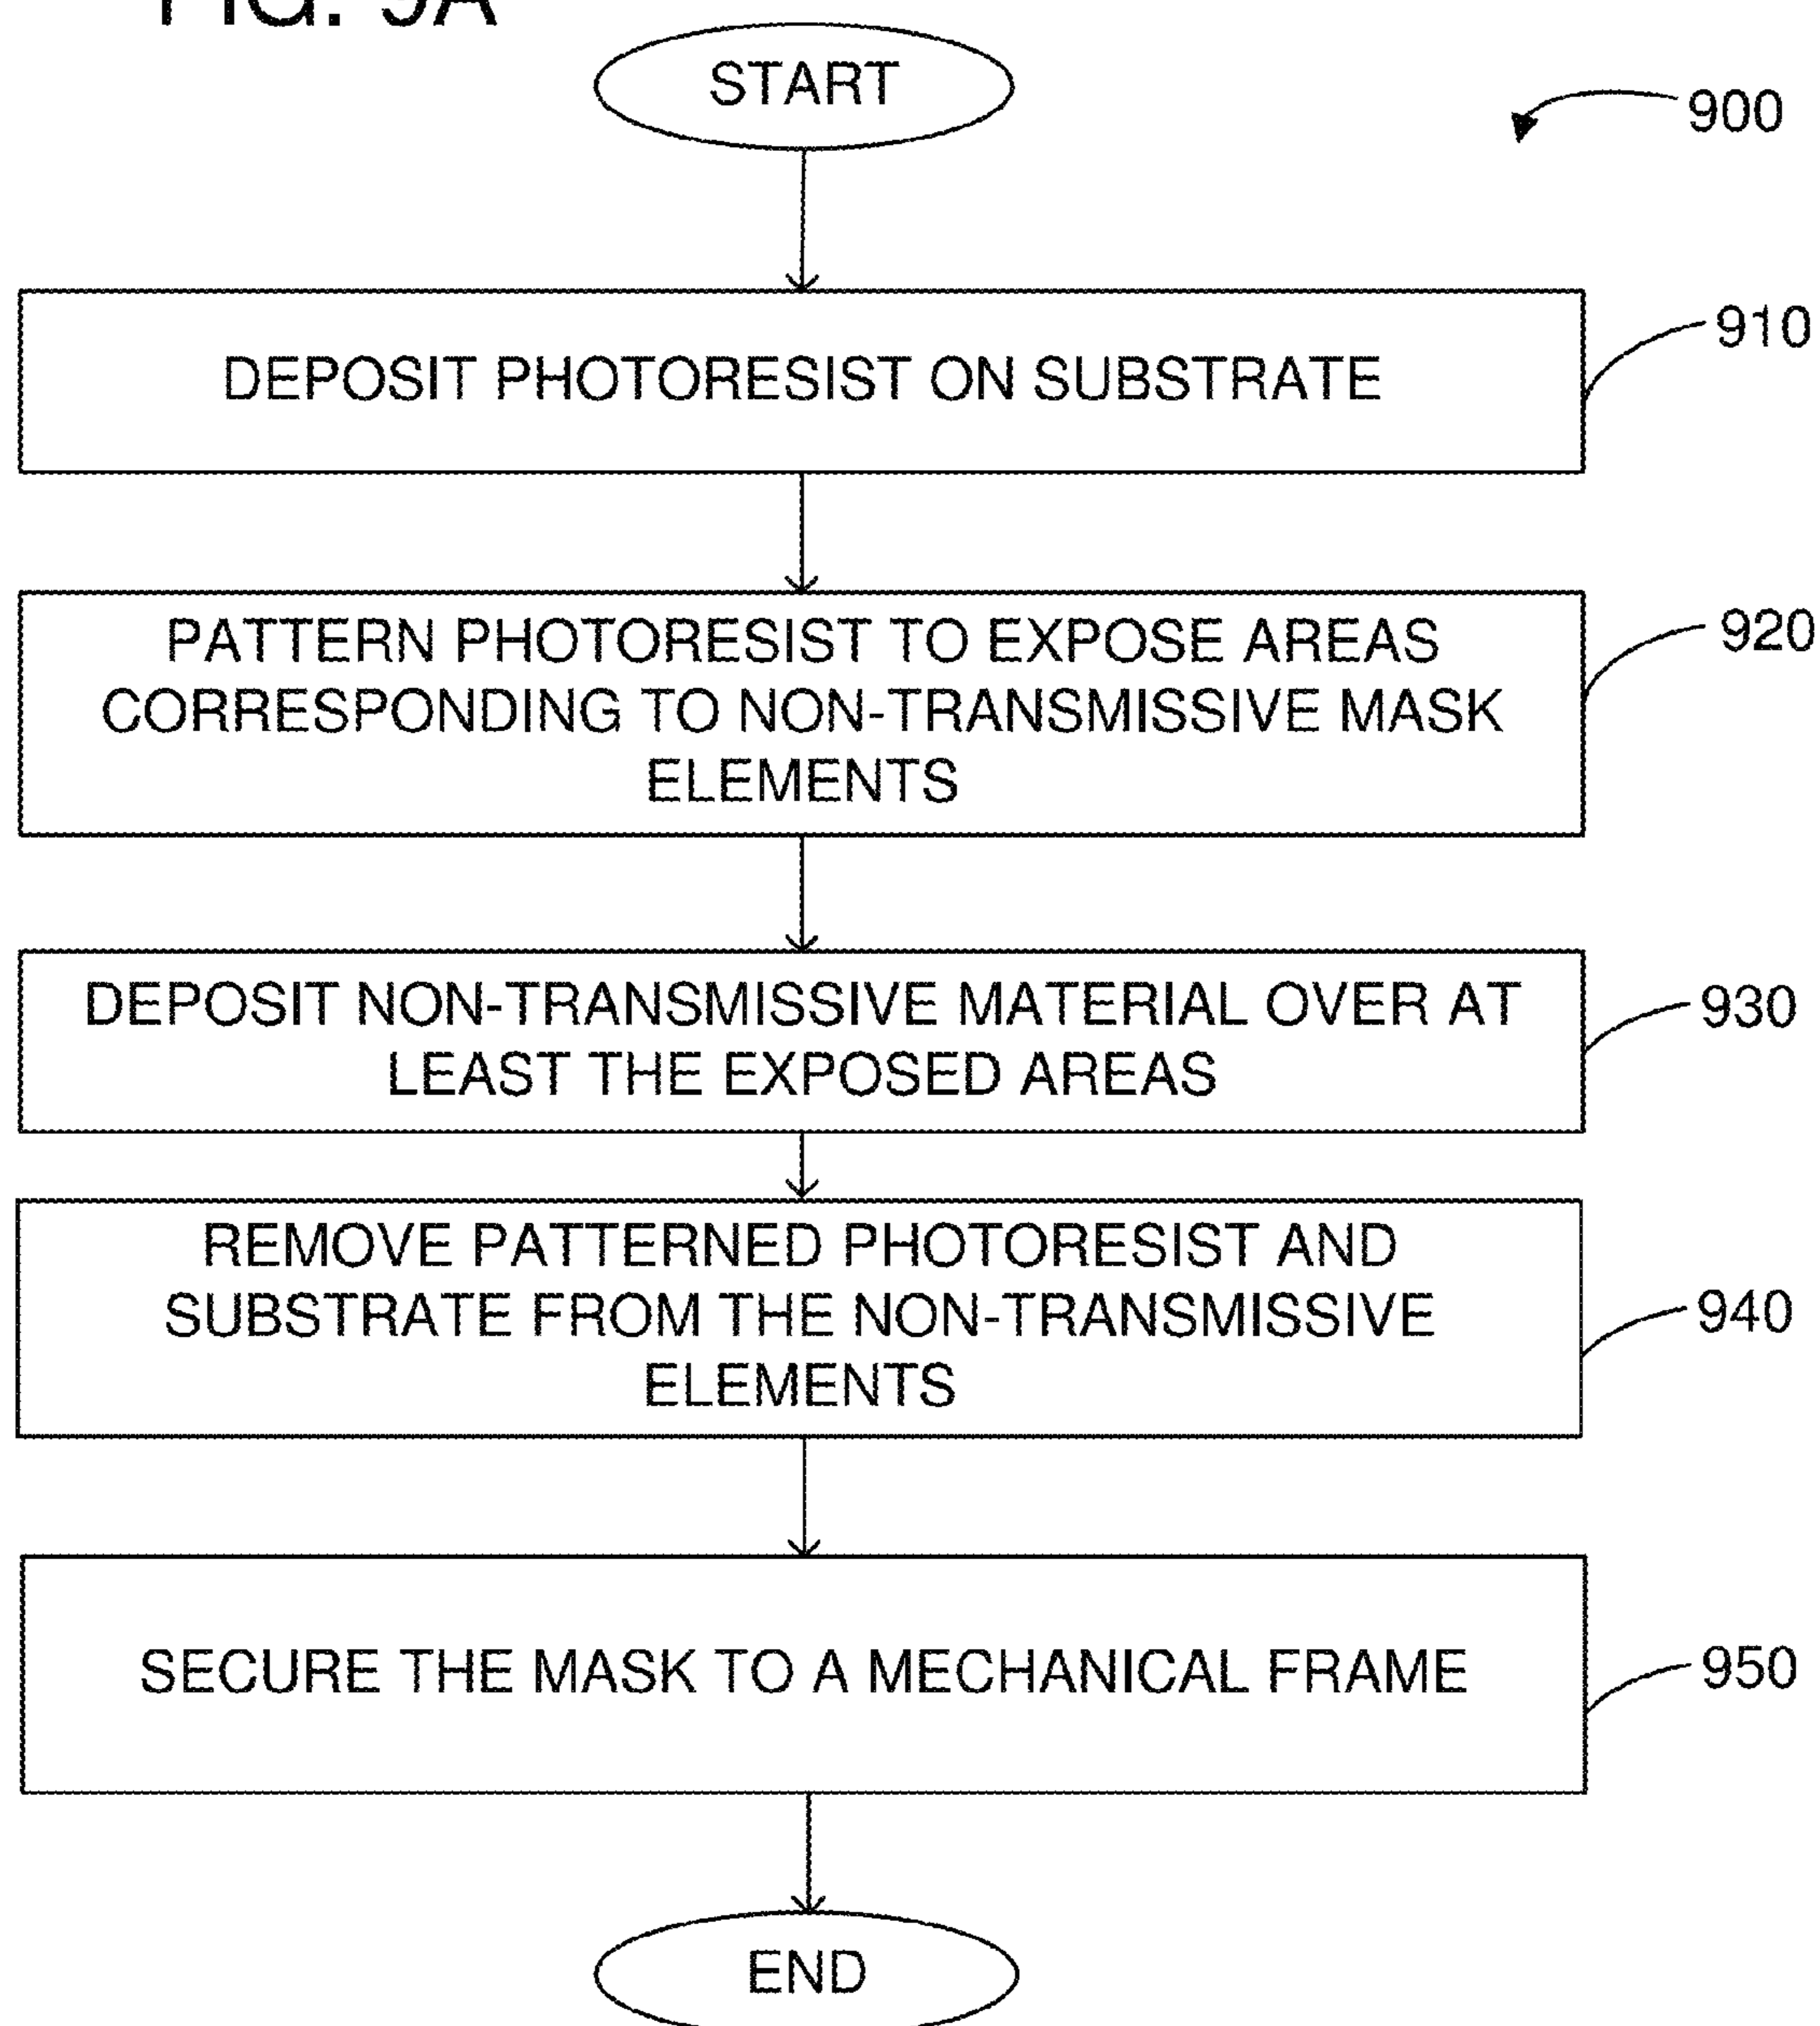 FIG. 9A
START
900
DEPOSIT PHOTORESIST ON SUBSTRATE
910
PATTERN PHOTORESIST TO EXPOSE AREAS
CORRESPONDING TO NON-TRANSMISSIVE MASK
ELEMENTS
920
DEPOSIT NON-TRANSMISSIVE MATERIAL OVER AT
LEAST THE EXPOSED AREAS
930
REMOVE PATTERNED PHOTORESIST AND
SUBSTRATE FROM THE NON-TRANSMISSIVE
ELEMENTS
940
SECURE THE MASK TO A MECHANICAL FRAME
950
END